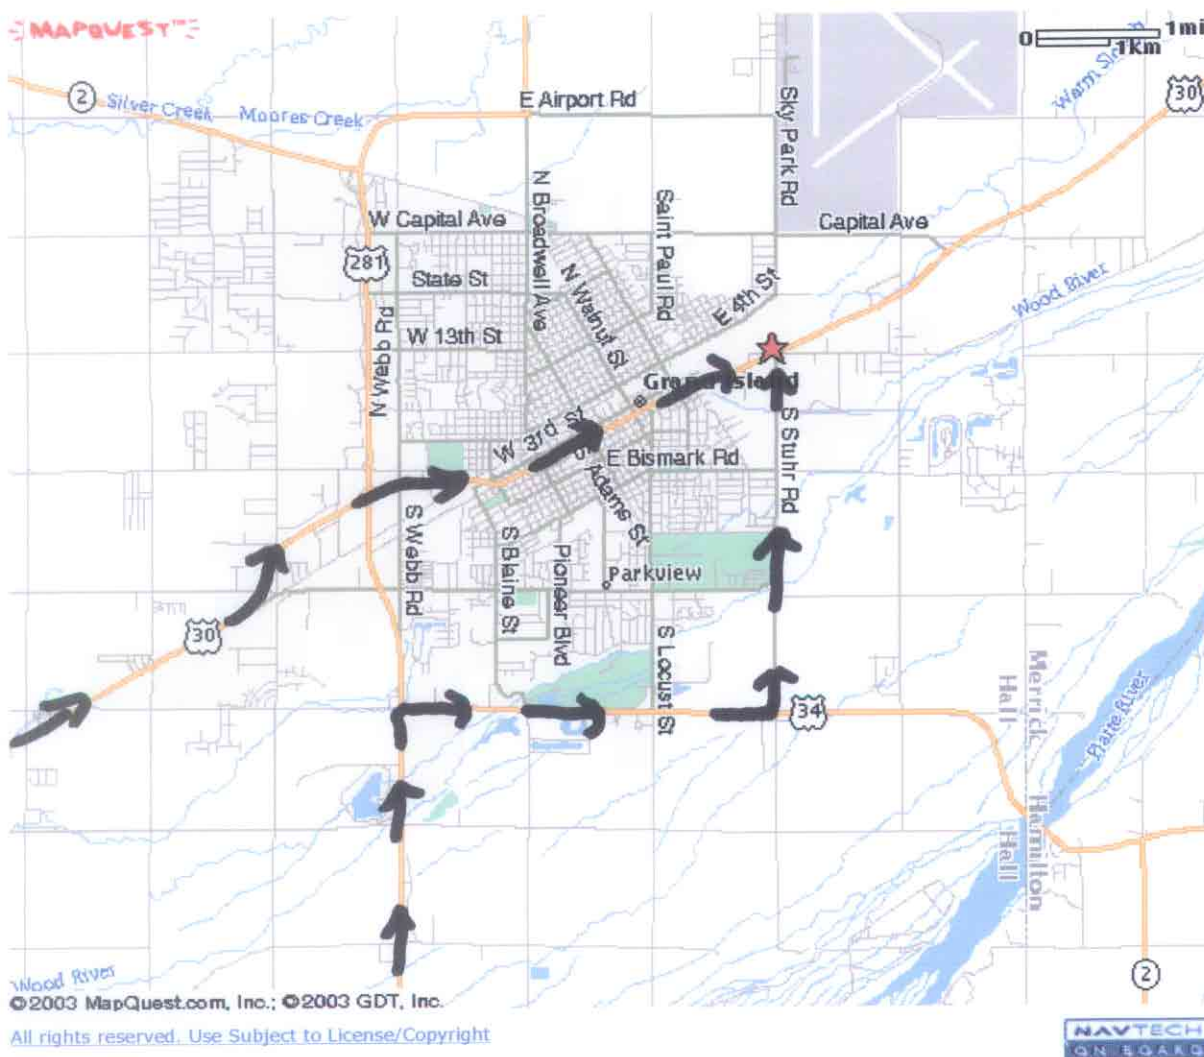 MAPQUEST™
0 1mi
1km
30
2
Silver Creek
Moores Creek
E Airport Rd
Sky Park Rd
Warm Slough
N Broadwell Ave
Saint Paul Rd
W Capital Ave
Capital Ave
281
State St
N Walnut St
E 4th St
Wood River
N Webb Rd
W 13th St
Grand Island
W 3rd St
S Stuhr Rd
E Bismark Rd
S Adams St
S Webb Rd
S Blaine St
Pioneer Blvd
Parkview
30
S Locust St
Merrick
Hall
34
Platte River
Hamilton
Hall
Wood River
2
©2003 MapQuest.com, Inc.; ©2003 GDT, Inc.
All rights reserved. Use Subject to License/Copyright
NAVTECH
ON BOARD